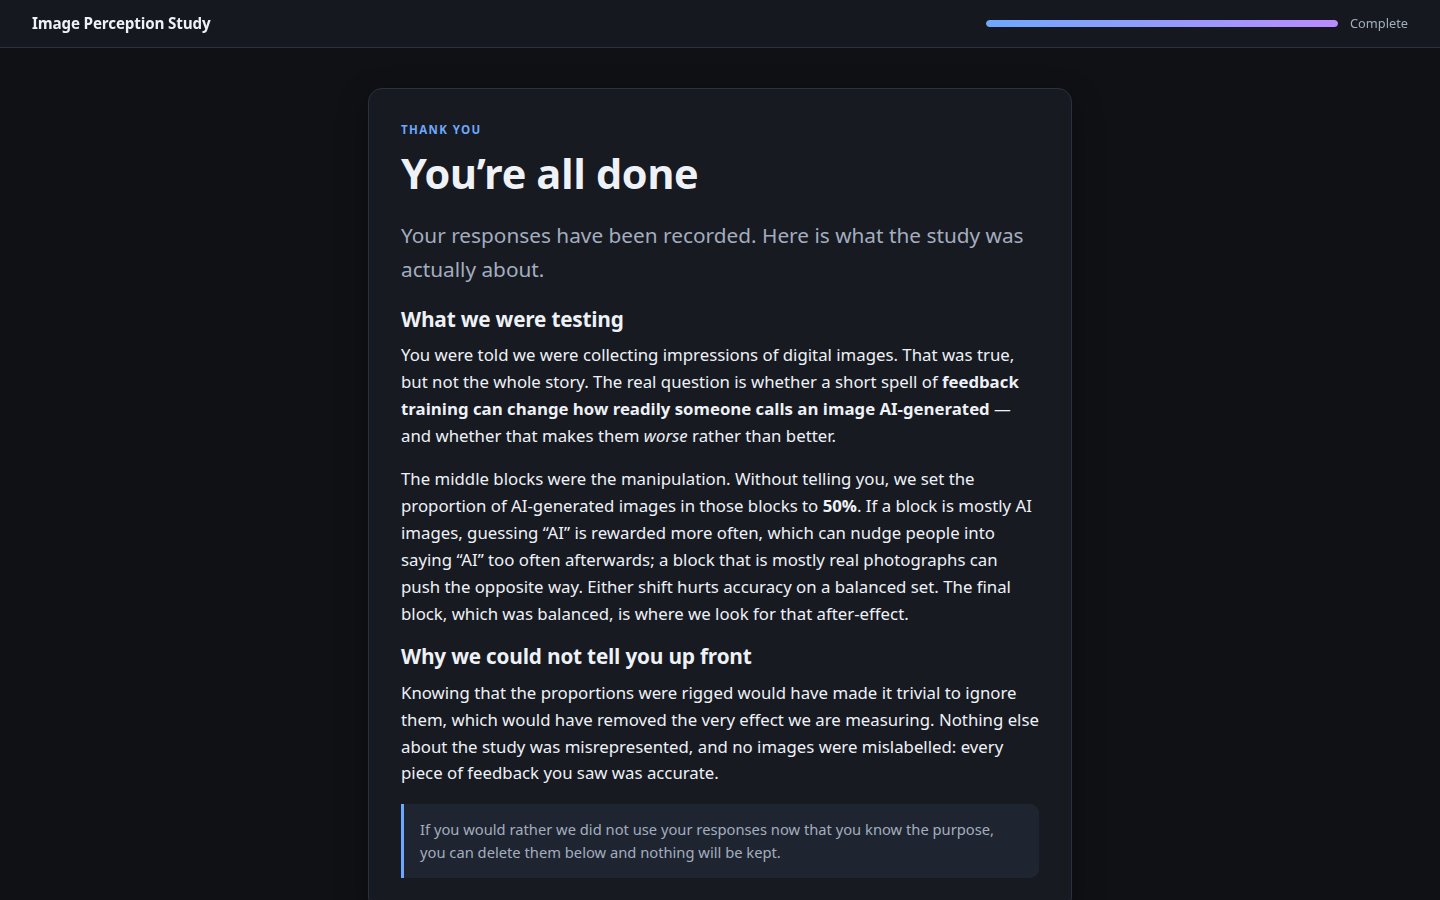 Image Perception Study
Complete
THANK YOU
You’re all done
Your responses have been recorded. Here is what the study was
actually about.
What we were testing
You were told we were collecting impressions of digital images. That was true,
but not the whole story. The real question is whether a short spell of feedback
training can change how readily someone calls an image AI-generated —
and whether that makes them worse rather than better.
The middle blocks were the manipulation. Without telling you, we set the
proportion of AI-generated images in those blocks to 50%. If a block is mostly AI
images, guessing “AI” is rewarded more often, which can nudge people into
saying “AI” too often afterwards; a block that is mostly real photographs can
push the opposite way. Either shift hurts accuracy on a balanced set. The final
block, which was balanced, is where we look for that after-effect.
Why we could not tell you up front
Knowing that the proportions were rigged would have made it trivial to ignore
them, which would have removed the very effect we are measuring. Nothing else
about the study was misrepresented, and no images were mislabelled: every
piece of feedback you saw was accurate.
If you would rather we did not use your responses now that you know the purpose,
you can delete them below and nothing will be kept.